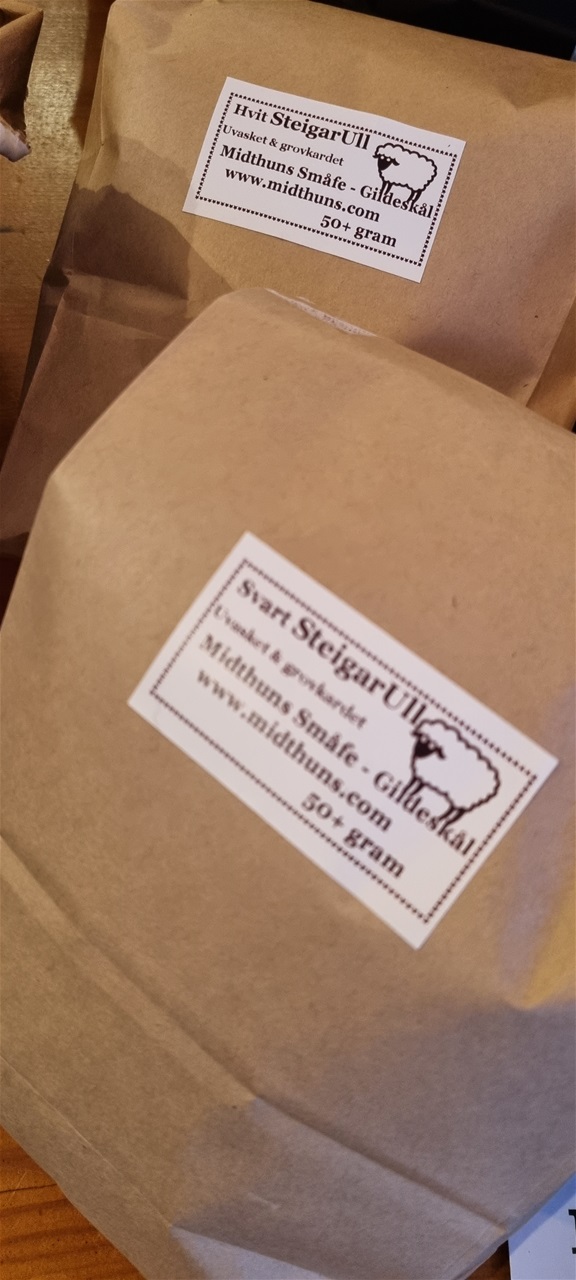 Hvit SteigarUll
Uvasket & grovkardet
Midthuns Småfe - Gildeskål
www.midthuns.com
50+ gram
Svart SteigarUll
Uvasket & grovkardet
Midthuns Småfe - Gildeskål
www.midthuns.com
50+ gram